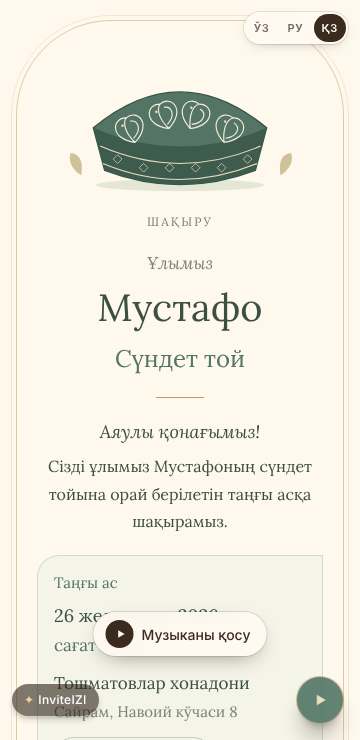 ЎЗ РУ ҚЗ
ШАҚЫРУ
Ұлымыз
Мустафо
Сүндет той
Аяулы қонағымыз!
Сізді ұлымыз Мустафоның сүндет
тойына орай берілетін таңғы асқа
шақырамыз.
Таңғы ас
26
сағат
Музыканы қосу
Тошматовлар хонадони
InviteIZI
Сайрам, Навоий кўчаси 8